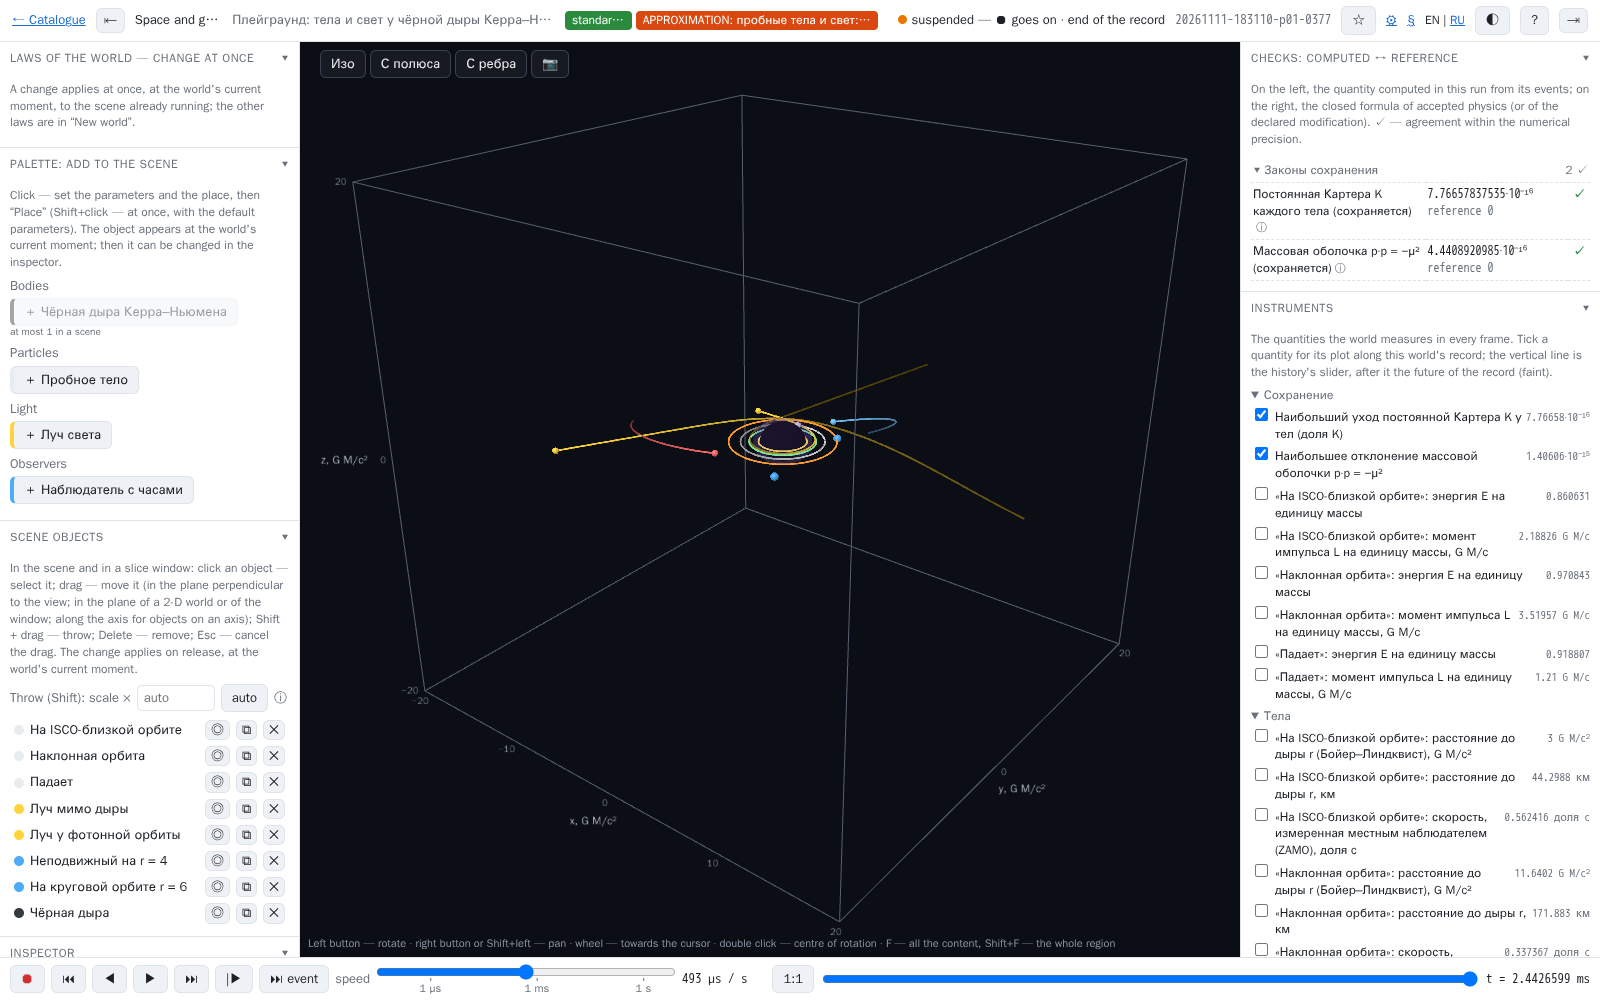 ← Catalogue
Space and g···
Плейграунд: тела и свет у чёрной дыры Керра–Н···
standar···
APPROXIMATION: пробные тела и свет:···
suspended — goes on · end of the record
20261111-183110-p01-0377
EN | RU
LAWS OF THE WORLD — CHANGE AT ONCE
A change applies at once, at the world's current
moment, to the scene already running; the other
laws are in “New world”.
PALETTE: ADD TO THE SCENE
Click — set the parameters and the place, then
“Place” (Shift+click — at once, with the default
parameters). The object appears at the world's
current moment; then it can be changed in the
inspector.
Bodies
+ Чёрная дыра Керра–Ньюмена
at most 1 in a scene
Particles
+ Пробное тело
Light
+ Луч света
Observers
+ Наблюдатель с часами
SCENE OBJECTS
In the scene and in a slice window: click an object —
select it; drag — move it (in the plane perpendicular
to the view; in the plane of a 2-D world or of the
window; along the axis for objects on an axis); Shift
+ drag — throw; Delete — remove; Esc — cancel
the drag. The change applies on release, at the
world's current moment.
Throw (Shift): scale × auto auto ⓘ
На ISCO-близкой орбите
Наклонная орбита
Падает
Луч мимо дыры
Луч у фотонной орбиты
Неподвижный на r = 4
На круговой орбите r = 6
Чёрная дыра
INSPECTOR
Изо
С полюса
С ребра
20
z, G M/c² 0
−20
−20
−10
0
x, G M/c²
10
20
0
y, G M/c²
20
Left button — rotate · right button or Shift+left — pan · wheel — towards the cursor · double click — centre of rotation · F — all the content, Shift+F — the whole region
CHECKS: COMPUTED ↔ REFERENCE
On the left, the quantity computed in this run from its events; on
the right, the closed formula of accepted physics (or of the
declared modification). ✓ — agreement within the numerical
precision.
Законы сохранения 2 ✓
Постоянная Картера K 7.76657837535·10⁻¹⁶ ✓
каждого тела (сохраняется) reference 0
ⓘ
Массовая оболочка p·p = −μ² 4.4408920985·10⁻¹⁶ ✓
(сохраняется) ⓘ reference 0
INSTRUMENTS
The quantities the world measures in every frame. Tick a
quantity for its plot along this world's record; the vertical line is
the history's slider, after it the future of the record (faint).
Сохранение
Наибольший уход постоянной Картера K у 7.76658·10⁻¹⁶
тел (доля K)
Наибольшее отклонение массовой 1.40606·10⁻¹⁵
оболочки p·p = −μ²
«На ISCO-близкой орбите»: энергия E на 0.860631
единицу массы
«На ISCO-близкой орбите»: момент 2.18826 G M/c
импульса L на единицу массы, G M/c
«Наклонная орбита»: энергия E на единицу 0.970843
массы
«Наклонная орбита»: момент импульса L 3.51957 G M/c
на единицу массы, G M/c
«Падает»: энергия E на единицу массы 0.918807
«Падает»: момент импульса L на единицу 1.21 G M/c
массы, G M/c
Тела
«На ISCO-близкой орбите»: расстояние до 3 G M/c²
дыры r (Бойер–Линдквист), G M/c²
«На ISCO-близкой орбите»: расстояние до 44.2988 км
дыры r, км
«На ISCO-близкой орбите»: скорость, 0.562416 доля c
измеренная местным наблюдателем
(ZAMO), доля c
«Наклонная орбита»: расстояние до 11.6402 G M/c²
дыры r (Бойер–Линдквист), G M/c²
«Наклонная орбита»: расстояние до дыры r, 171.883 км
км
«Наклонная орбита»: скорость, 0.337367 доля c
event
speed
1 µs
1 ms
1 s
493 µs / s
1:1
t = 2.4426599 ms